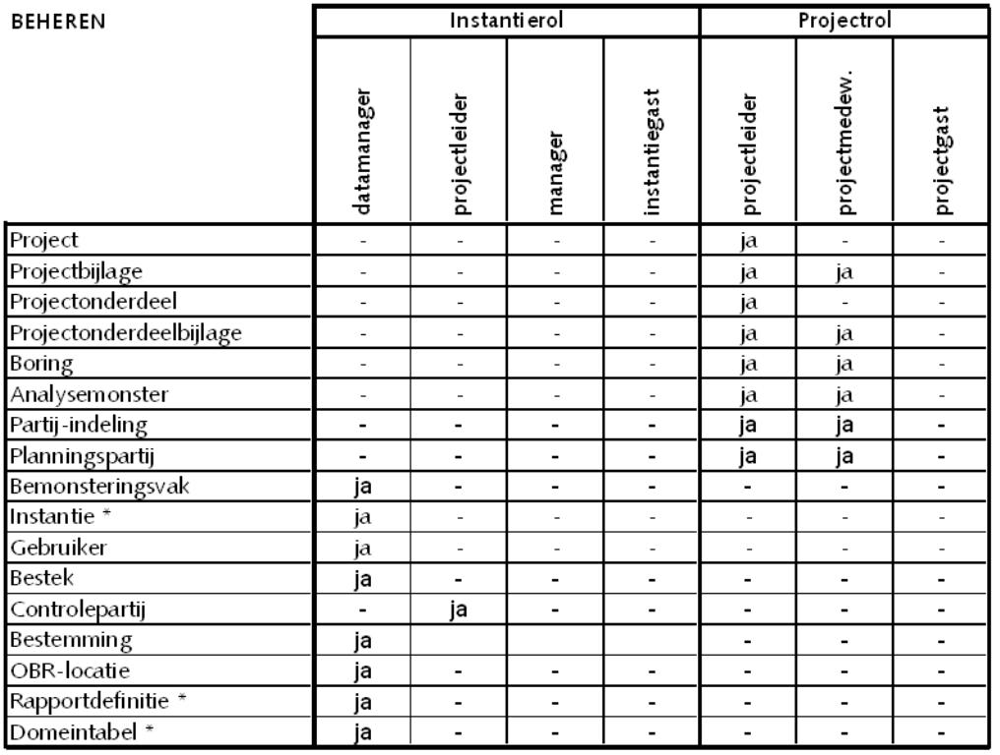 BEHEREN Instantierol Projectrol
datamanager projectleider manager instantiegast projectleider projectmedew. projectgast
Project - - - - ja - -
Projectbijlage - - - - ja ja -
Projectonderdeel - - - - ja - -
Projectonderdeelbijlage - - - - ja ja -
Boring - - - - ja ja -
Analysemonster - - - - ja ja -
Partij-indeling - - - - ja ja -
Planningspartij - - - - ja ja -
Bemonsteringsvak ja - - - - - -
Instantie * ja - - - - - -
Gebruiker ja - - - - - -
Bestek ja - - - - - -
Controlepartij - ja - - - - -
Bestemming ja - - -
OBR-locatie ja - - - - - -
Rapportdefinitie * ja - - - - - -
Domeintabel * ja - - - - - -